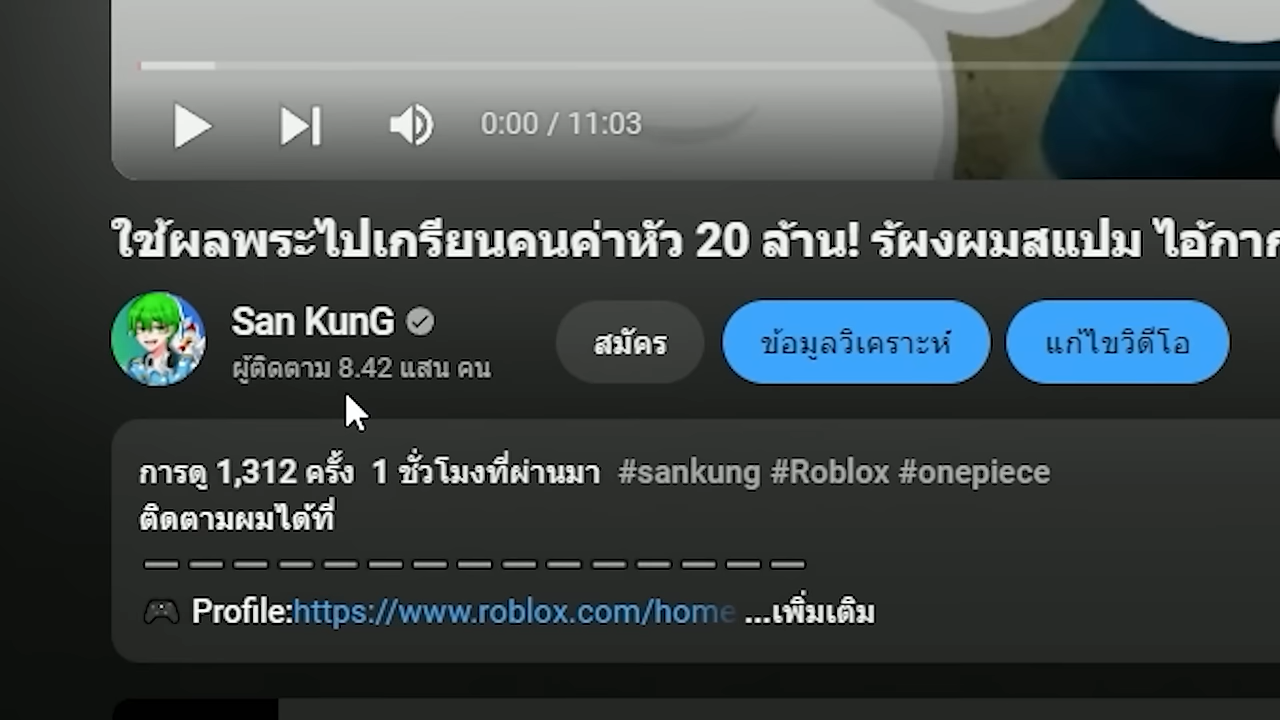 0:00 / 11:03
ใช้ผลพระไปเกรียนคนค่าหัว 20 ล้าน! ร้ผงผมสแปม
San KunG
ผู้ติดตาม 8.42 แสน คน
สมัคร
ข้อมูลวิเคราะห์
แก้ไขวิดีโอ
การดู 1,312 ครั้ง 1 ชั่วโมงที่ผ่านมา #sankung #Roblox #onepiece
ติดตามผมได้ที่
— — — — — — — — — — — — — — —
🎮 Profile:https://www.roblox.com/home ...เพิ่มเติม